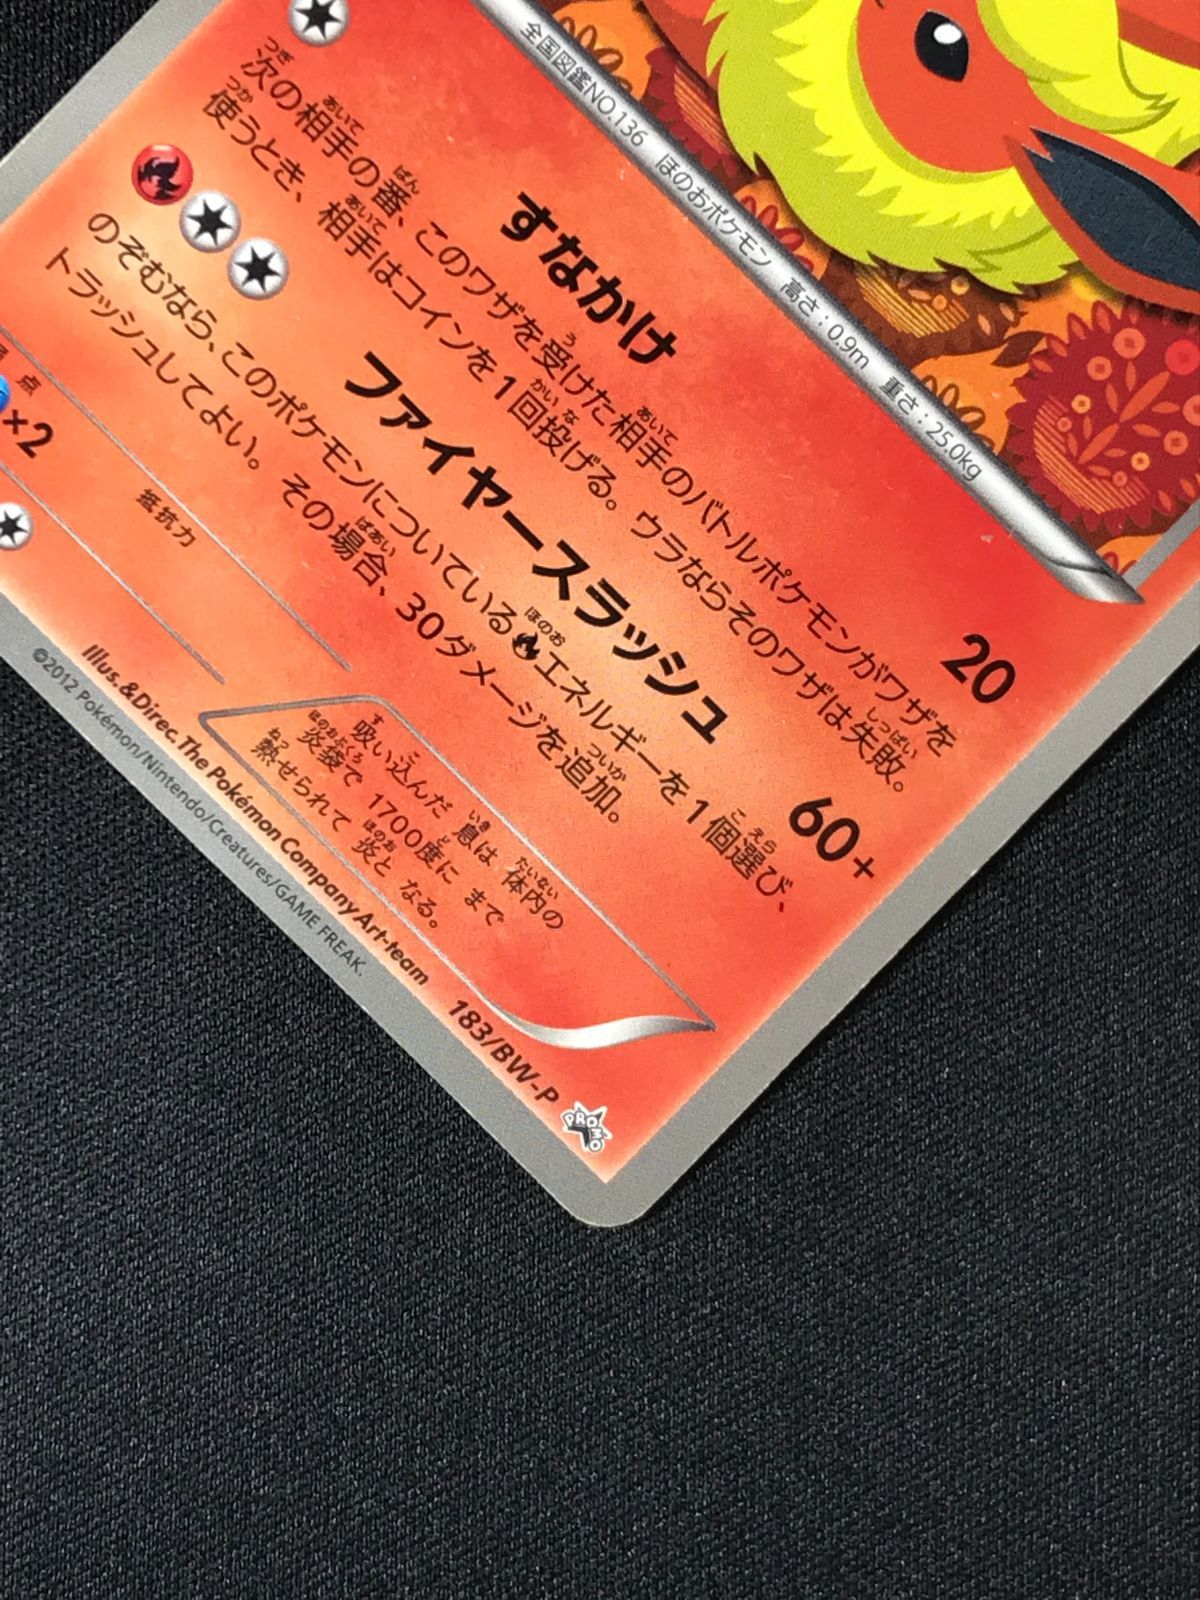 全国図鑑NO.136 ほのおポケモン 高さ：0.9m 重さ：25.0kg
すなかけ 20
次の相手の番、このワザを受けた相手のバトルポケモンがワザを
使うとき、相手はコインを1回投げる。ウラならそのワザは失敗。
ファイヤースラッシュ 60+
のぞむなら、このポケモンについているエネルギーを1個選び、
トラッシュしてよい。その場合、30ダメージを追加。
点
×2
抵抗力
吸い込んだ 息は 体内の
炎袋で 1700度に まで
熱せられて 炎と なる。
Illus.&Direc.The Pokémon Company Art-team
183/BW-P
PROMO
©2012 Pokémon/Nintendo/Creatures/GAME FREAK.